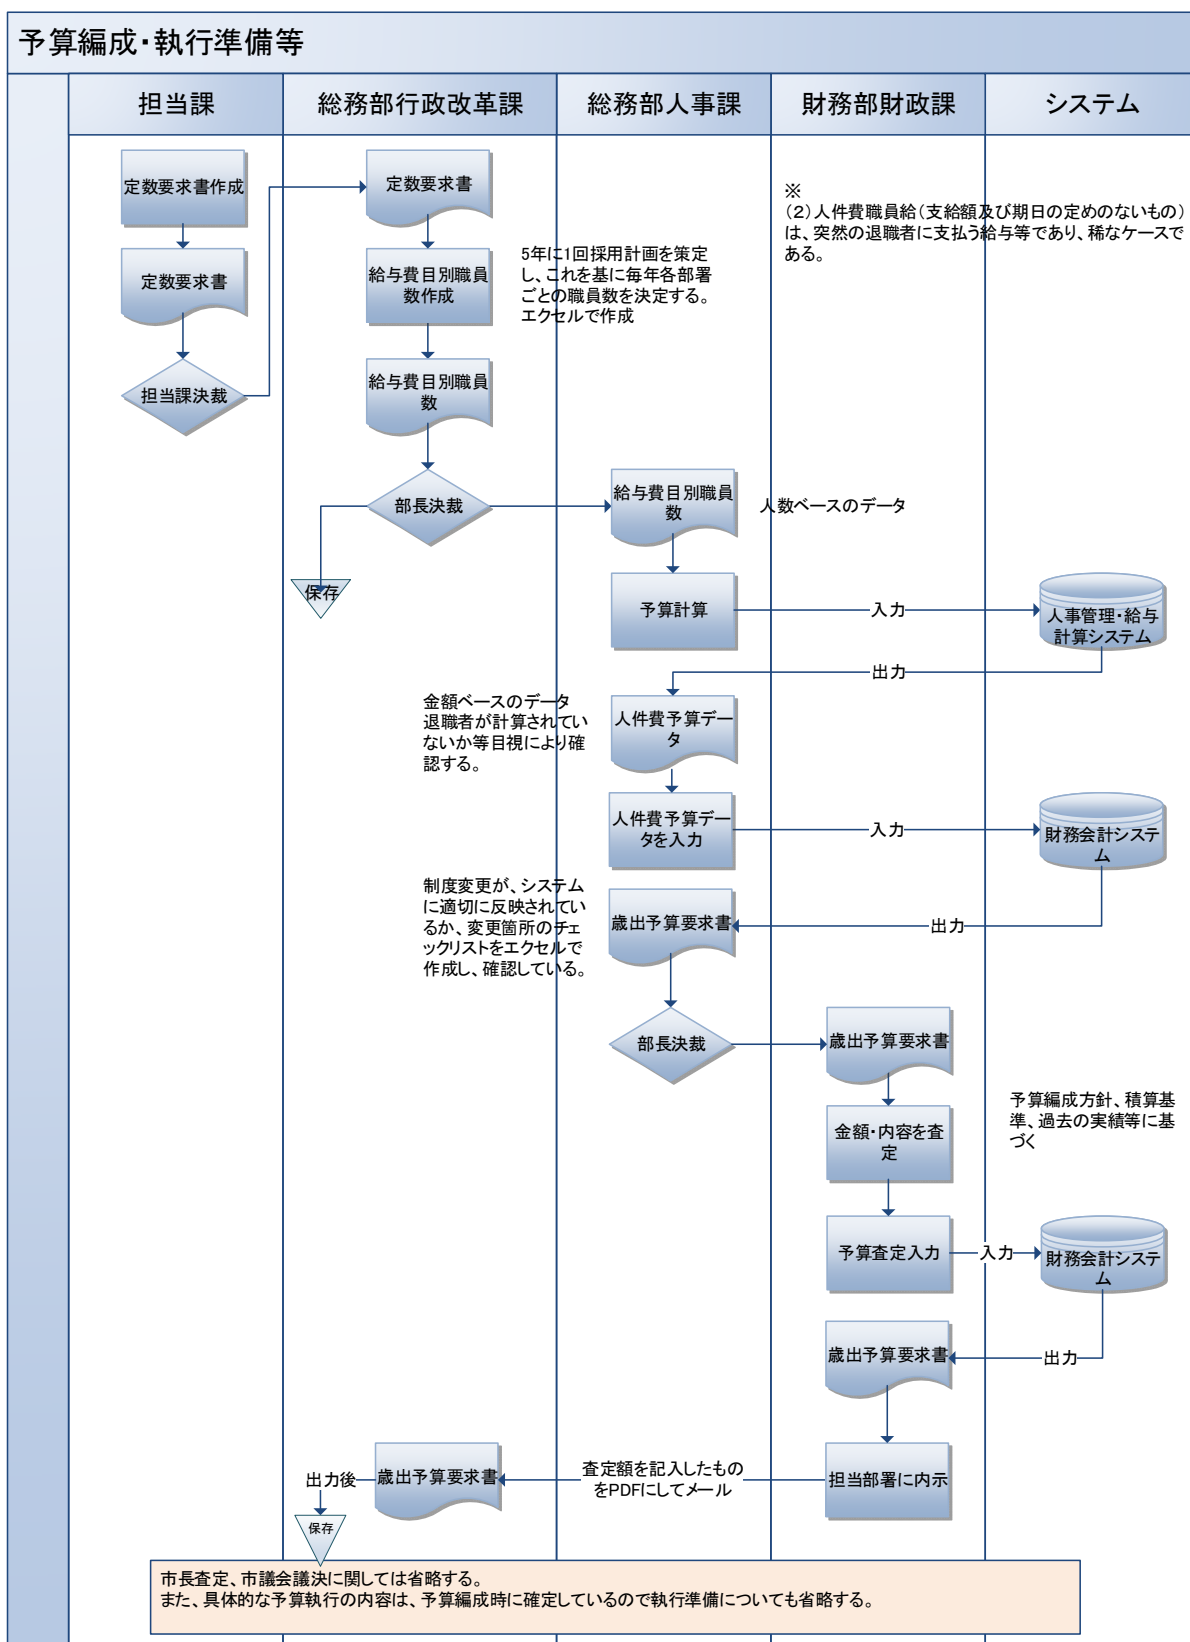 予算編成・執行準備等
担当課
総務部行政改革課
総務部人事課
財務部財政課
システム
定数要求書作成
定数要求書
担当課決裁
定数要求書
給与費目別職員
数作成
5年に1回採用計画を策定
し、これを基に毎年各部署
ごとの職員数を決定する。
エクセルで作成
給与費目別職員
数
部長決裁
保存
※
（2）人件費職員給（支給額及び期日の定めのないもの）
は、突然の退職者に支払う給与等であり、稀なケースで
ある。
給与費目別職員
数
人数ベースのデータ
予算計算
入力
人事管理・給与
計算システム
出力
金額ベースのデータ
退職者が計算されてい
ないか等目視により確
認する。
人件費予算デー
タ
人件費予算デー
タを入力
入力
財務会計システ
ム
制度変更が、システム
に適切に反映されてい
るか、変更箇所のチェ
ックリストをエクセルで
作成し、確認している。
歳出予算要求書
出力
部長決裁
歳出予算要求書
金額・内容を査
定
予算編成方針、積算基
準、過去の実績等に基
づく
予算査定入力
入力
財務会計システ
ム
歳出予算要求書
出力
担当部署に内示
査定額を記入したもの
をPDFにしてメール
歳出予算要求書
出力後
保存
市長査定、市議会議決に関しては省略する。
また、具体的な予算執行の内容は、予算編成時に確定しているので執行準備についても省略する。